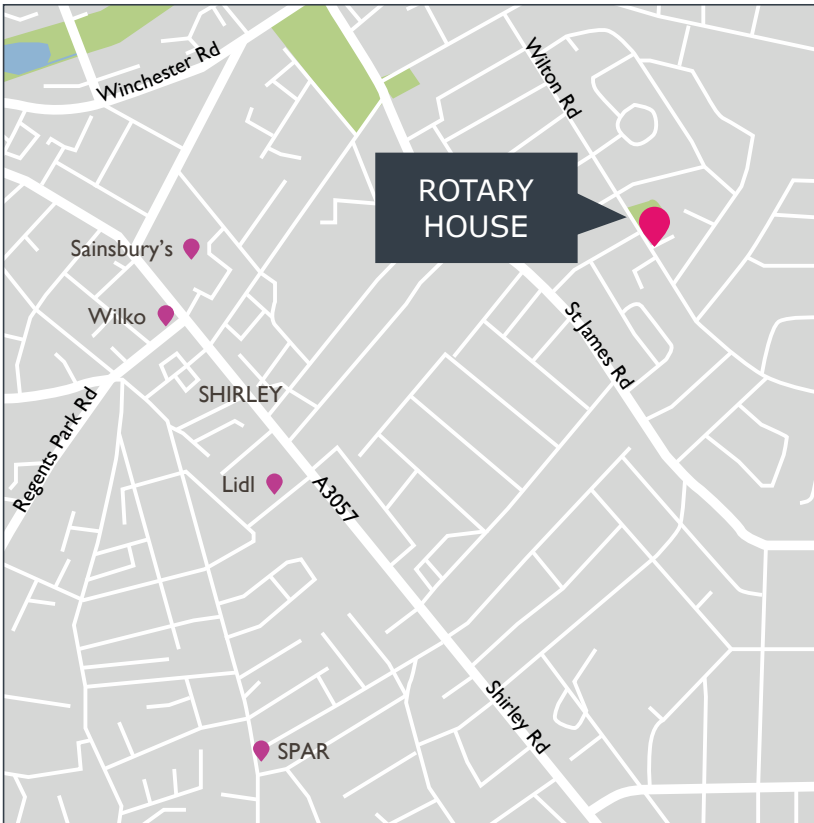 Winchester Rd
Wilton Rd
ROTARY
HOUSE
Sainsbury's
Wilko
St James Rd
SHIRLEY
Regents Park Rd
Lidl
A3057
Shirley Rd
SPAR